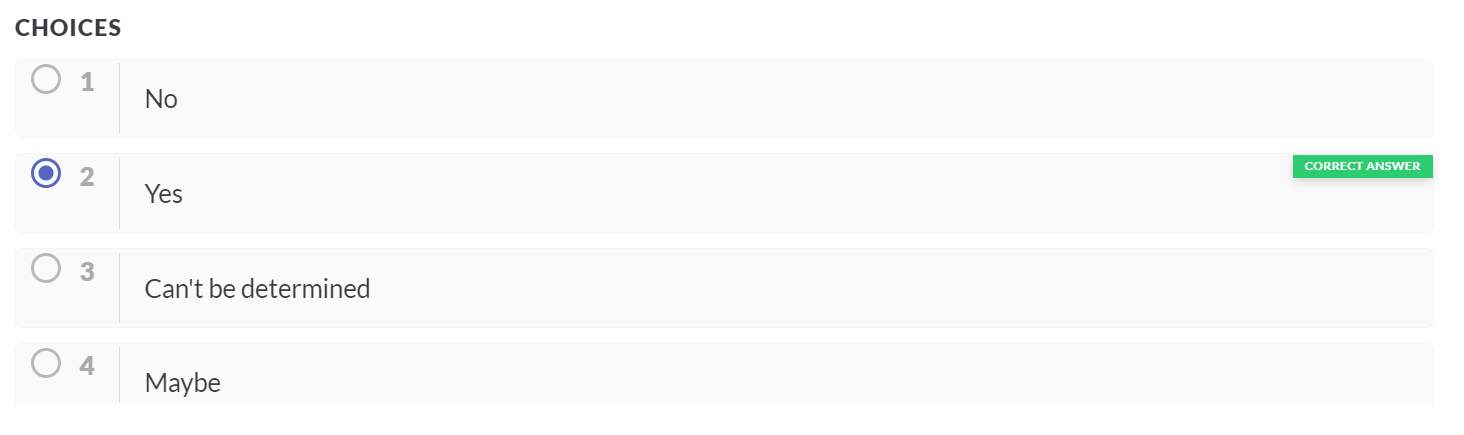 CHOICES
1
No
2
Yes
CORRECT ANSWER
3
Can't be determined
4
Maybe